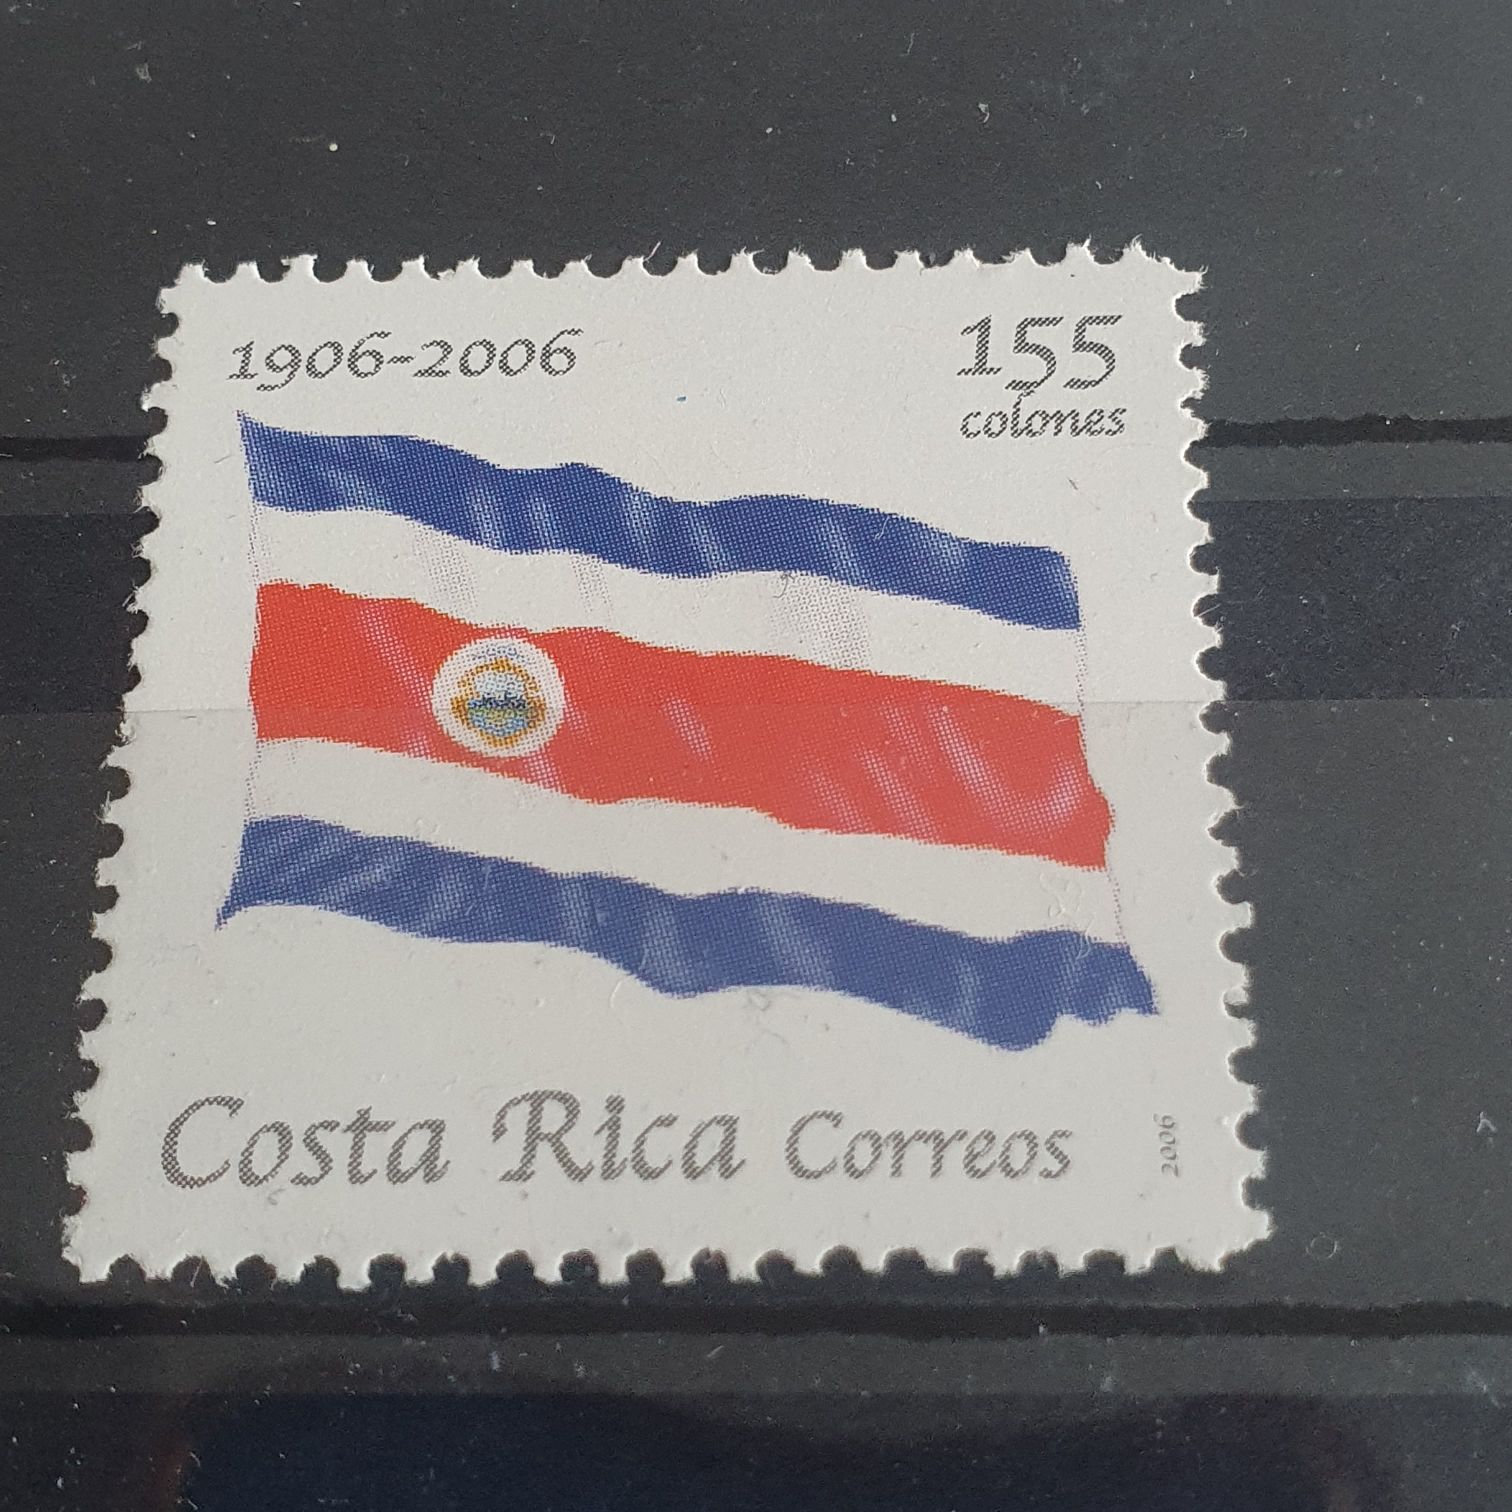 1906-2006
155
colones
Costa Rica Correos
2006